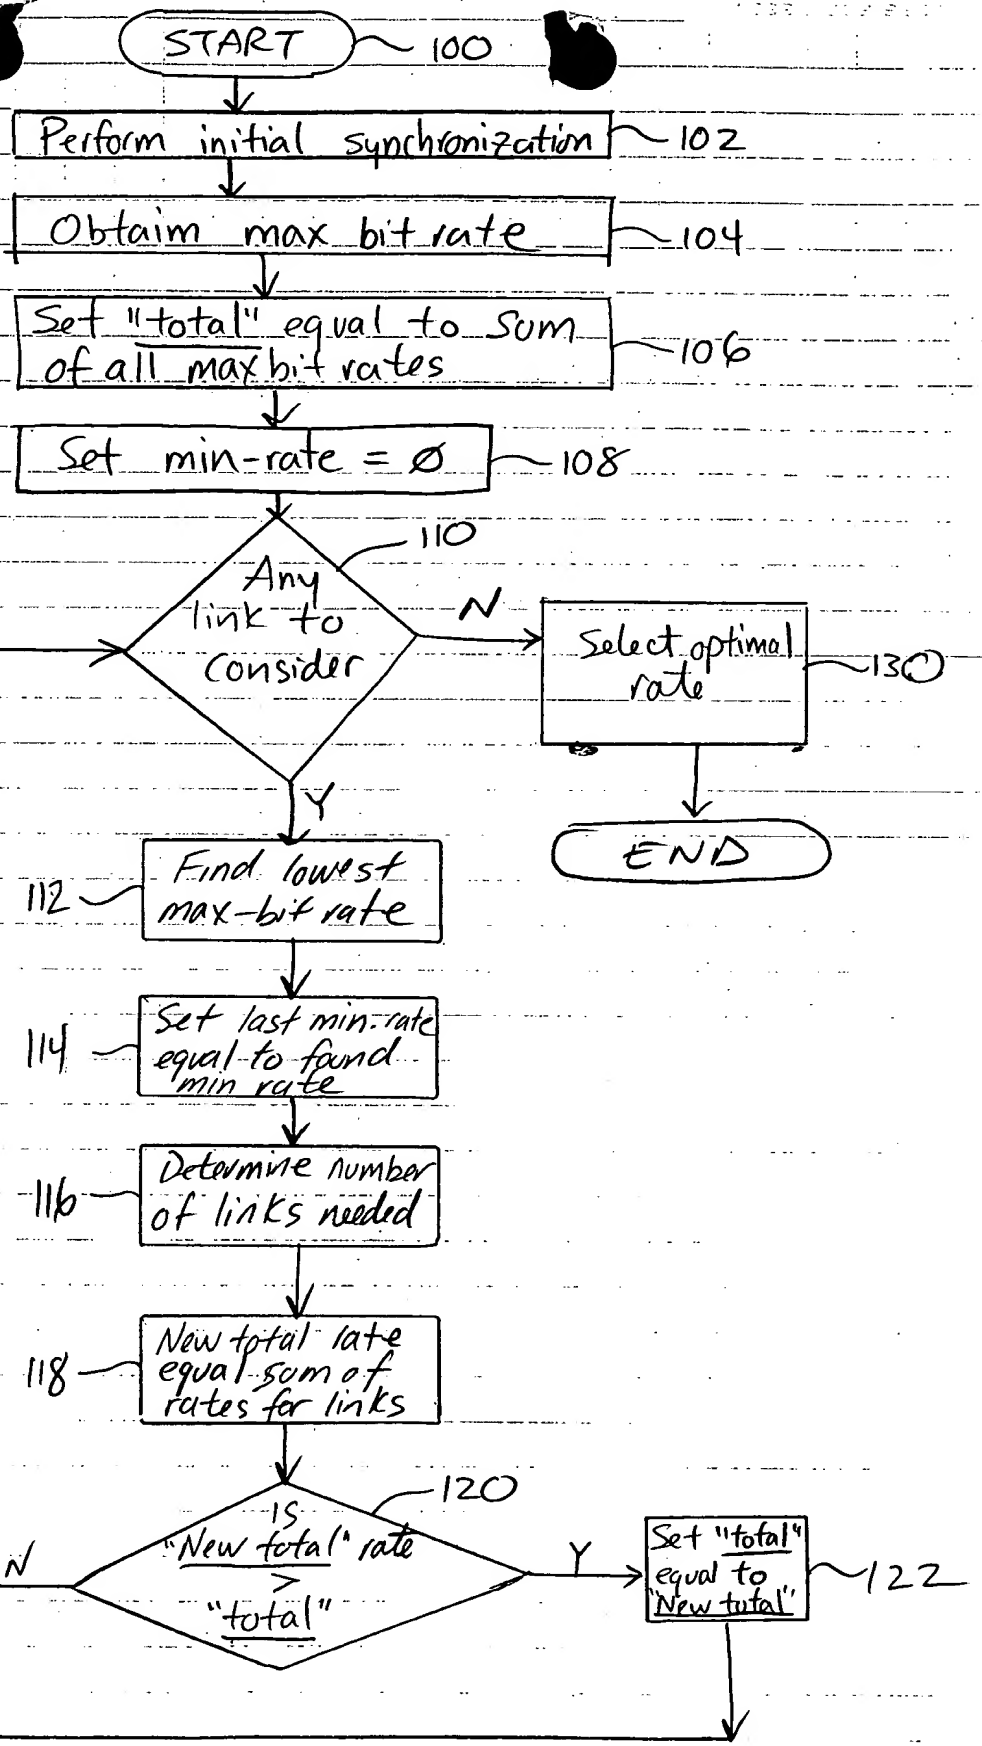 START 100
Perform initial synchronization 102
Obtaim max bit rate 104
Set "total" equal to sum
of all max bit rates 106
Set min-rate = Ø 108
110
Any
link to
consider
N
Select optimal
rate
130
Y
END
Find lowest
max-bit rate
112
Set last min-rate
equal to found
min rate
114
Determine number
of links needed
116
New total rate
equal sum of
rates for links
118
120
is
"New total" rate
>
"total"
N
Y
Set "total"
equal to
"New total"
122